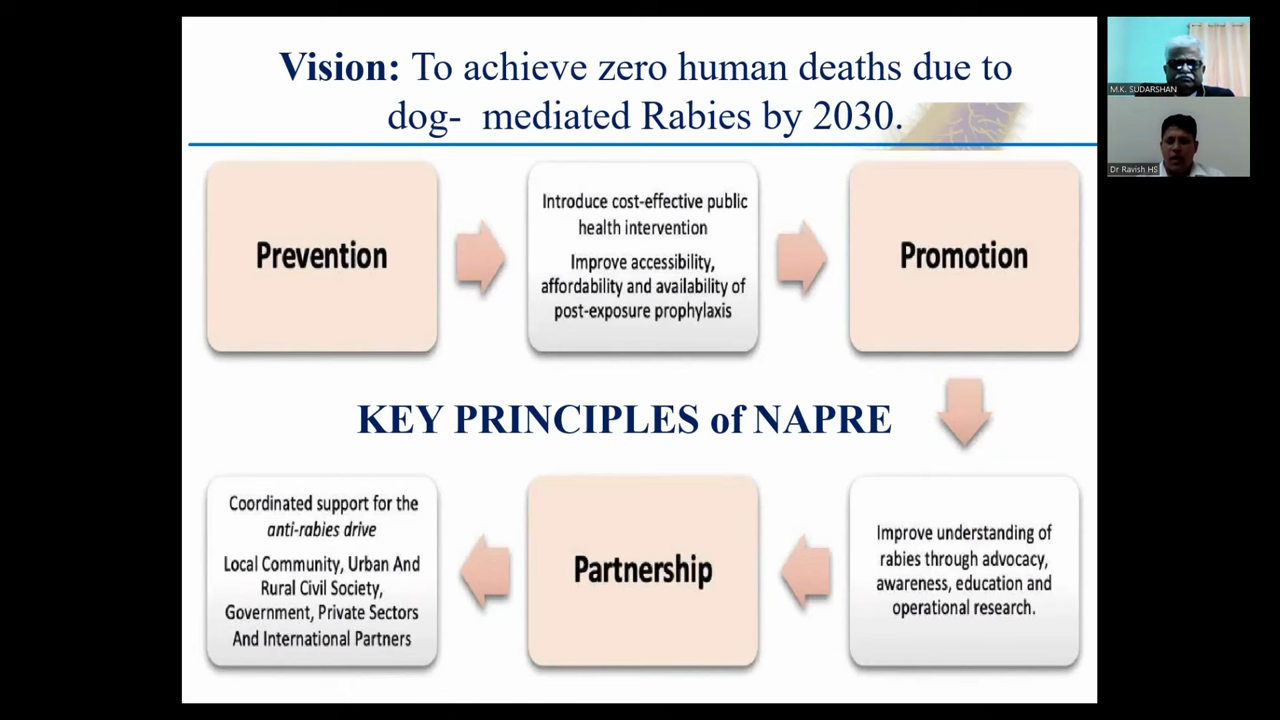 Vision: To achieve zero human deaths due to
dog- mediated Rabies by 2030.
Prevention
Introduce cost-effective public
health intervention
Improve accessibility,
affordability and availability of
post-exposure prophylaxis
Promotion
KEY PRINCIPLES of NAPRE
Coordinated support for the
anti-rabies drive
Local Community, Urban And
Rural Civil Society,
Government, Private Sectors
And International Partners
Partnership
Improve understanding of
rabies through advocacy,
awareness, education and
operational research.
M.K. SUDARSHAN
Dr Ravish HS